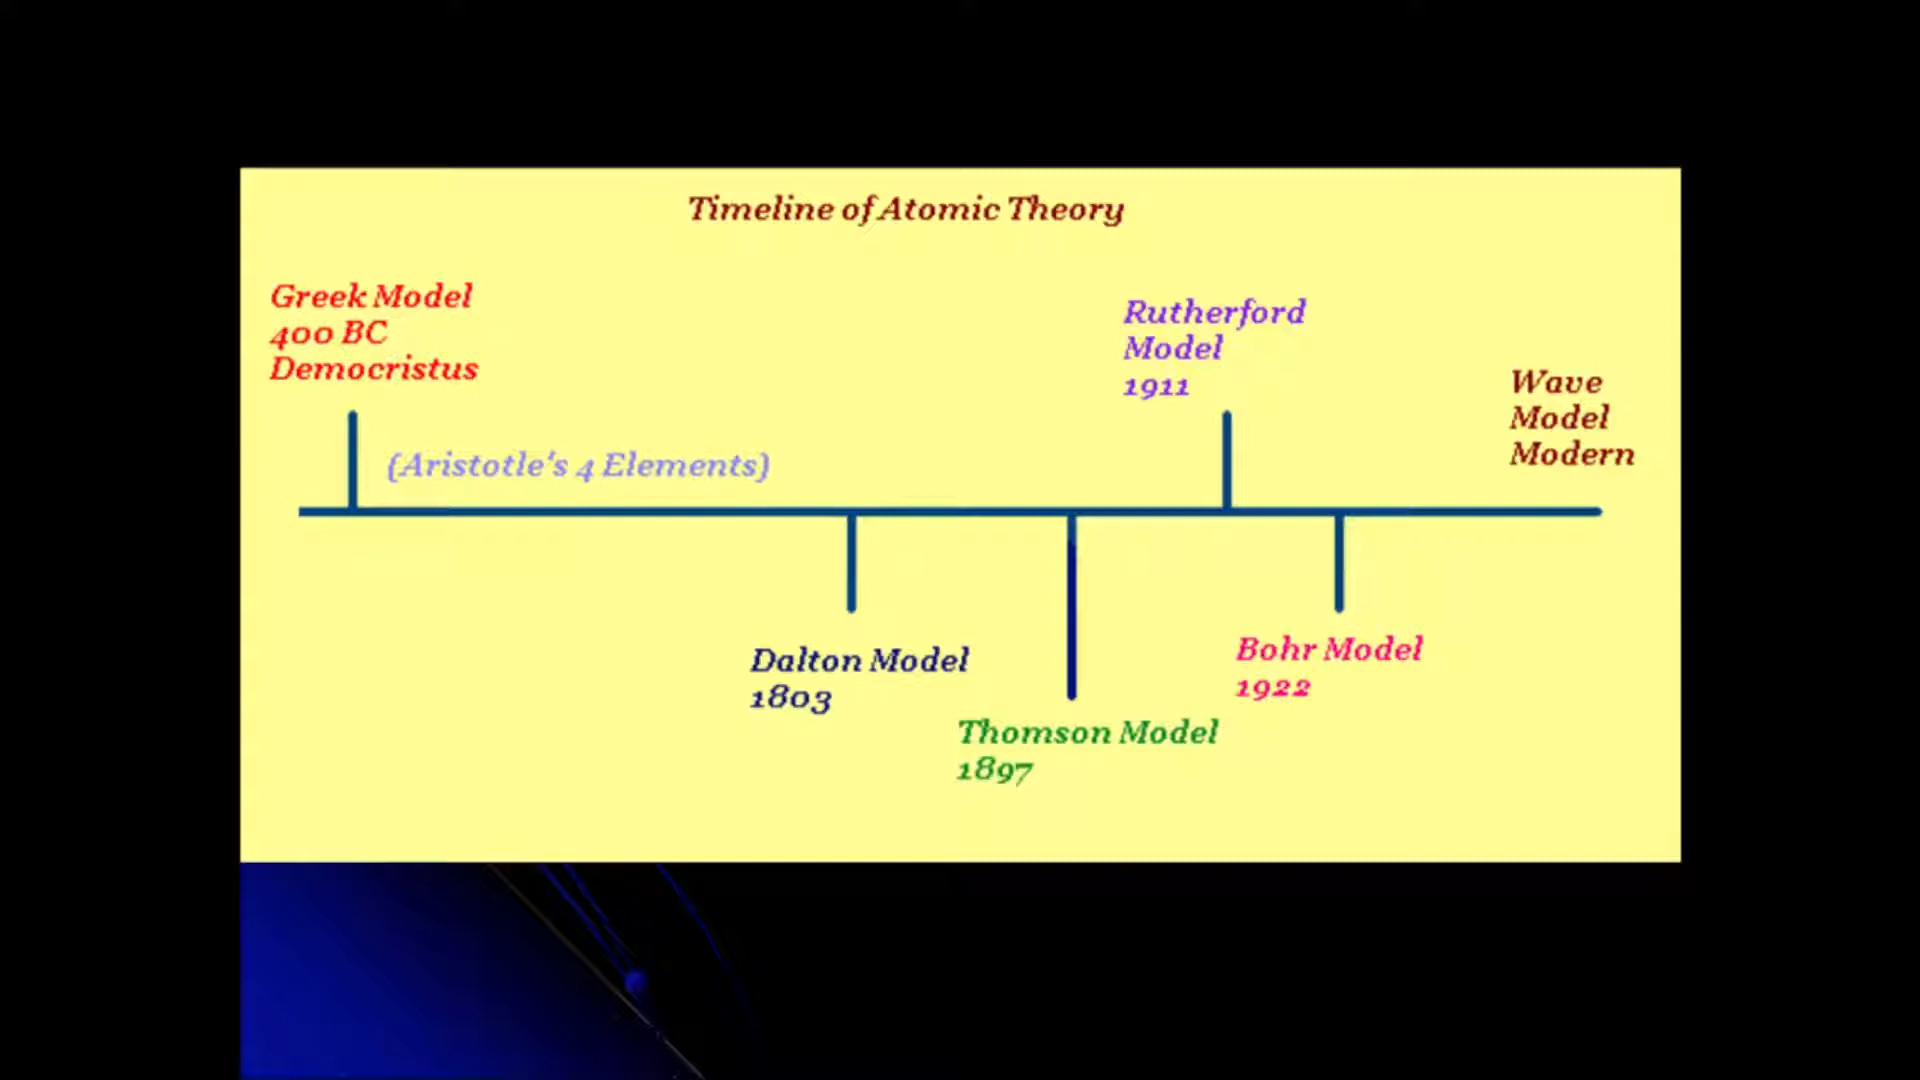 Timeline of Atomic Theory
Greek Model
400 BC
Democristus
(Aristotle's 4 Elements)
Rutherford
Model
1911
Wave
Model
Modern
Dalton Model
1803
Thomson Model
1897
Bohr Model
1922